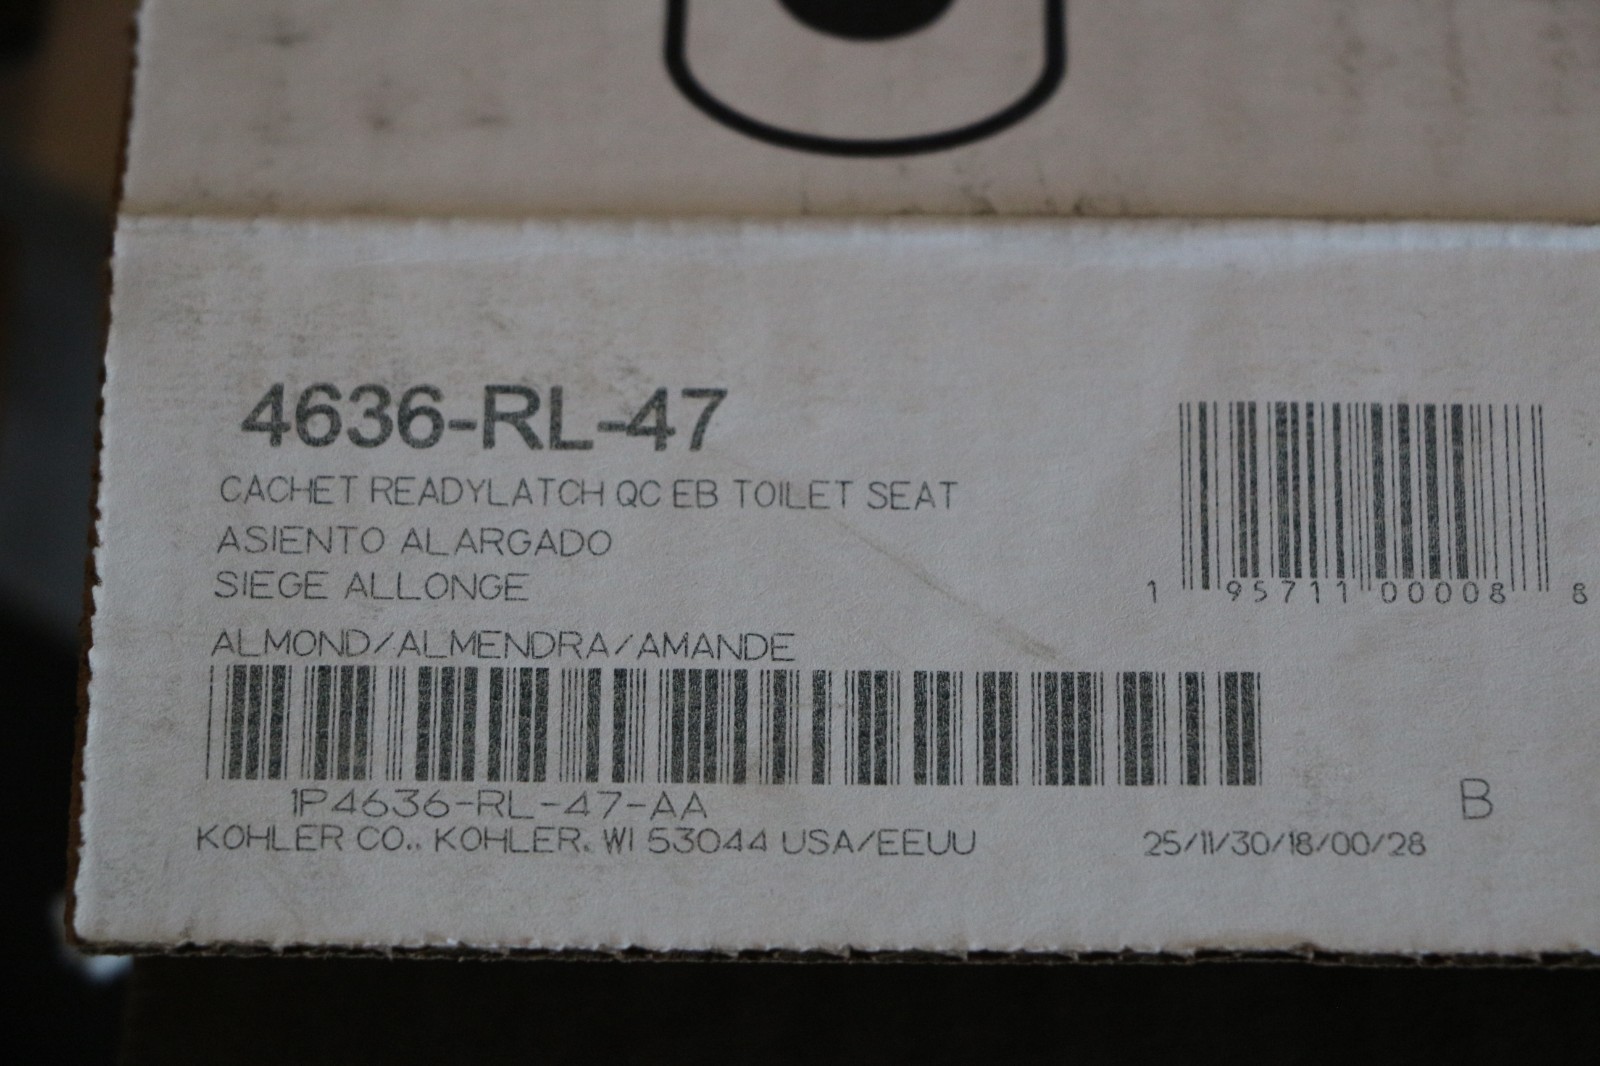 4636-RL-47
CACHET READYLATCH QC EB TOILET SEAT
ASIENTO ALARGADO
SIEGE ALLONGE
1 95711 00008 8
ALMOND/ALMENDRA/AMANDE
1P4636-RL-47-AA
B
KOHLER CO., KOHLER, WI 53044 USA/EEUU
25/11/30/18/00/28